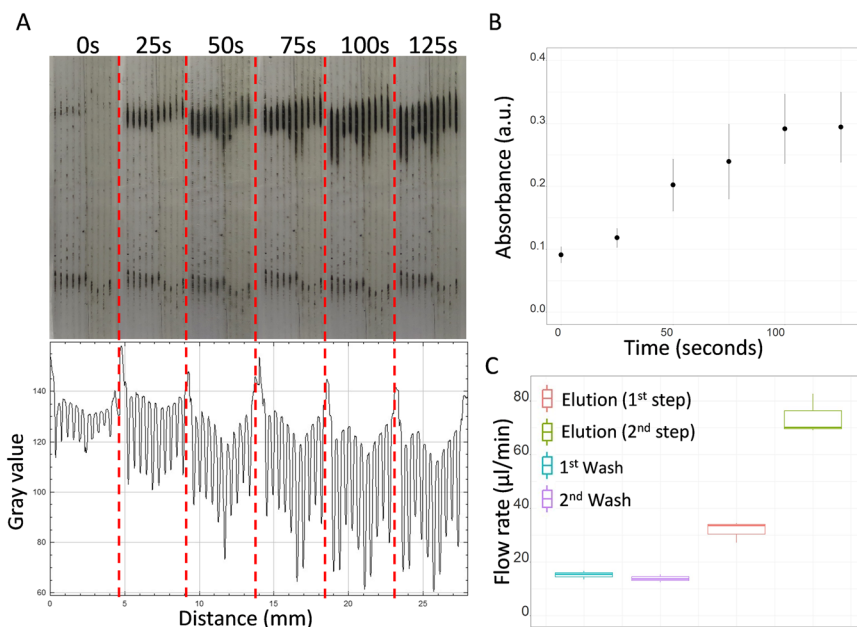 A
0s 25s 50s 75s 100s 125s
140
120
100
80
60
Gray value
0 5 10 15 20 25
Distance (mm)
B
0.4
0.3
0.2
0.1
0.0
Absorbance (a.u.)
0 50 100
Time (seconds)
C
80
60
40
20
0
Flow rate (µl/min)
Elution (1st step)
Elution (2nd step)
1st Wash
2nd Wash